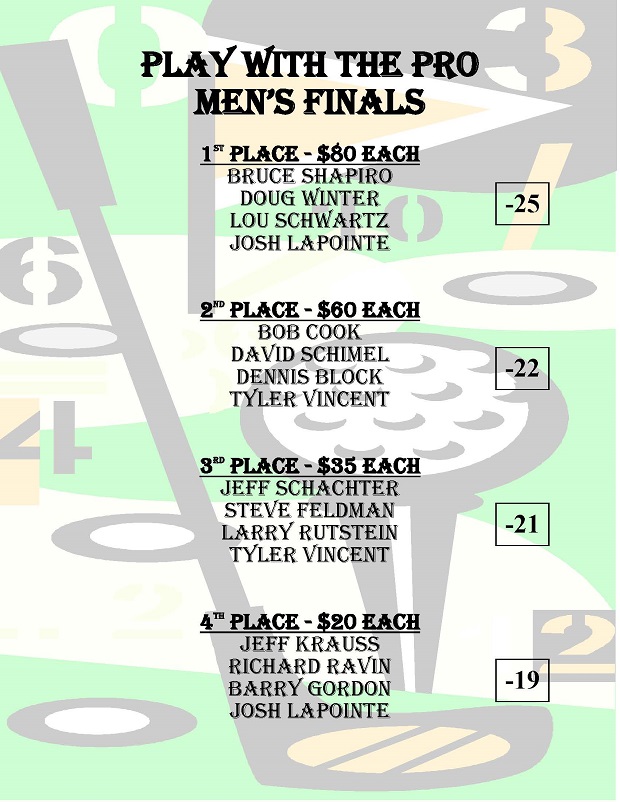 PLAY WITH THE PRO
MEN'S FINALS
1ST PLACE - $80 EACH
BRUCE SHAPIRO
DOUG WINTER
LOU SCHWARTZ
JOSH LAPOINTE
-25
2ND PLACE - $60 EACH
BOB COOK
DAVID SCHIMEL
DENNIS BLOCK
TYLER VINCENT
-22
3RD PLACE - $35 EACH
JEFF SCHACHTER
STEVE FELDMAN
LARRY RUTSTEIN
TYLER VINCENT
-21
4TH PLACE - $20 EACH
JEFF KRAUSS
RICHARD RAVIN
BARRY GORDON
JOSH LAPOINTE
-19